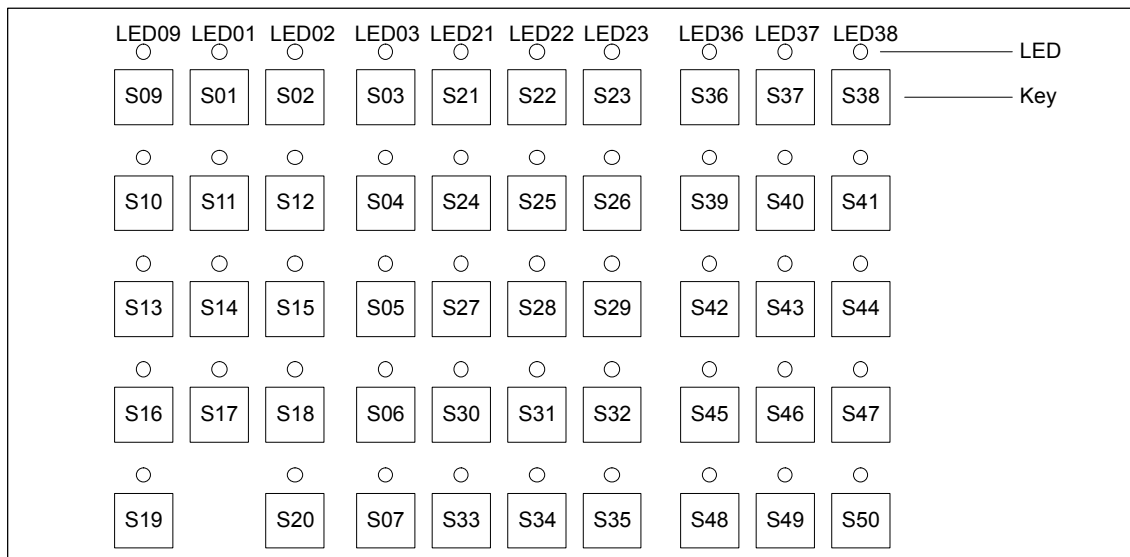 LED09 LED01 LED02 LED03 LED21 LED22 LED23 LED36 LED37 LED38
LED
S09 S01 S02 S03 S21 S22 S23 S36 S37 S38 Key
S10 S11 S12 S04 S24 S25 S26 S39 S40 S41
S13 S14 S15 S05 S27 S28 S29 S42 S43 S44
S16 S17 S18 S06 S30 S31 S32 S45 S46 S47
S19 S20 S07 S33 S34 S35 S48 S49 S50